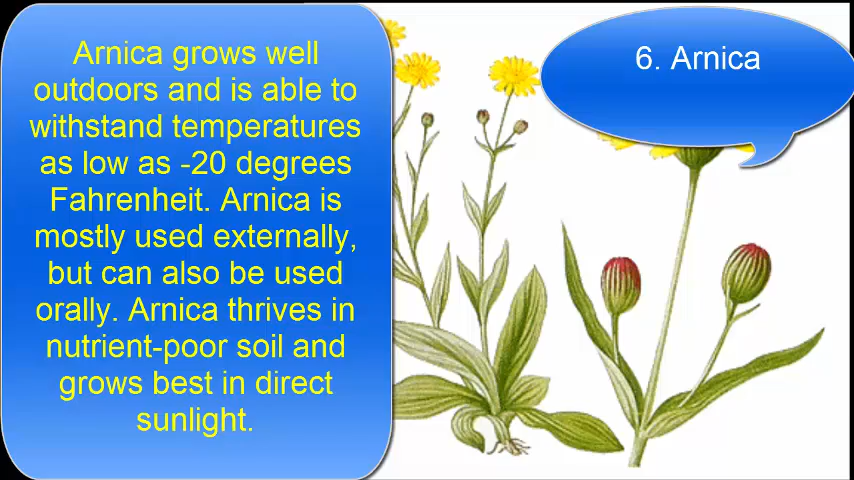 Arnica grows well
outdoors and is able to
withstand temperatures
as low as -20 degrees
Fahrenheit. Arnica is
mostly used externally,
but can also be used
orally. Arnica thrives in
nutrient-poor soil and
grows best in direct
sunlight.
6. Arnica